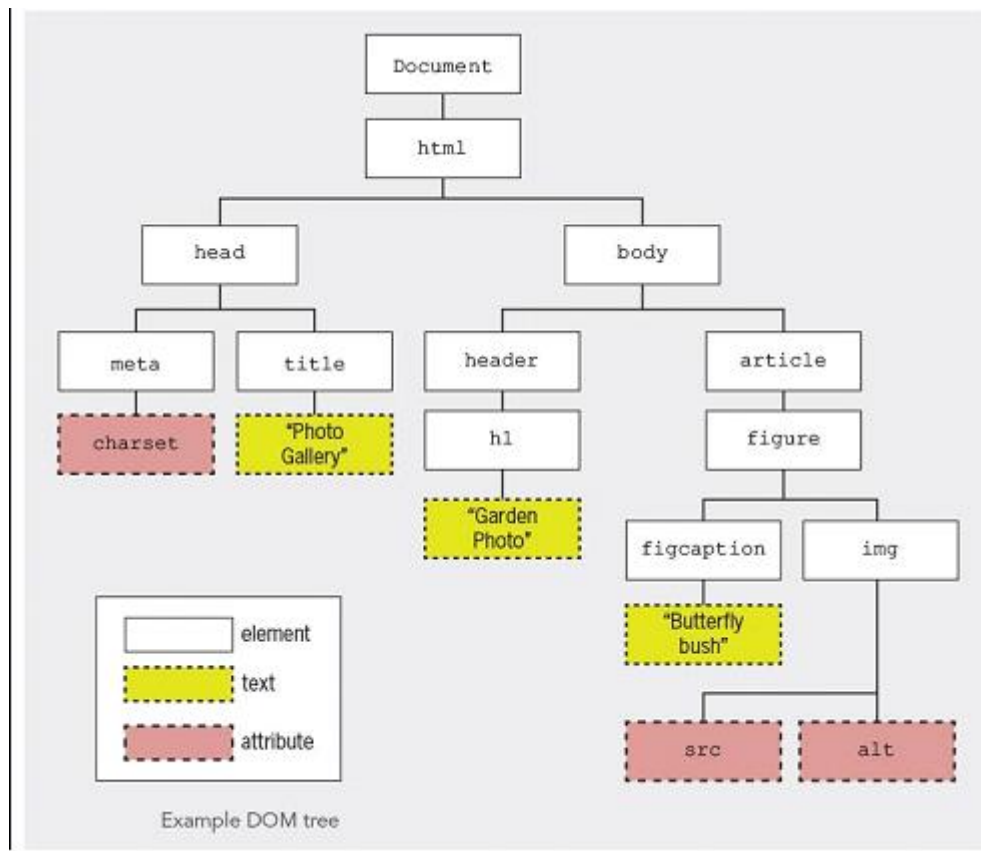 Document
html
head
body
meta
title
header
article
charset
“Photo
Gallery”
h1
figure
“Garden
Photo”
figcaption
img
“Butterfly
bush”
element
text
attribute
src
alt
Example DOM tree